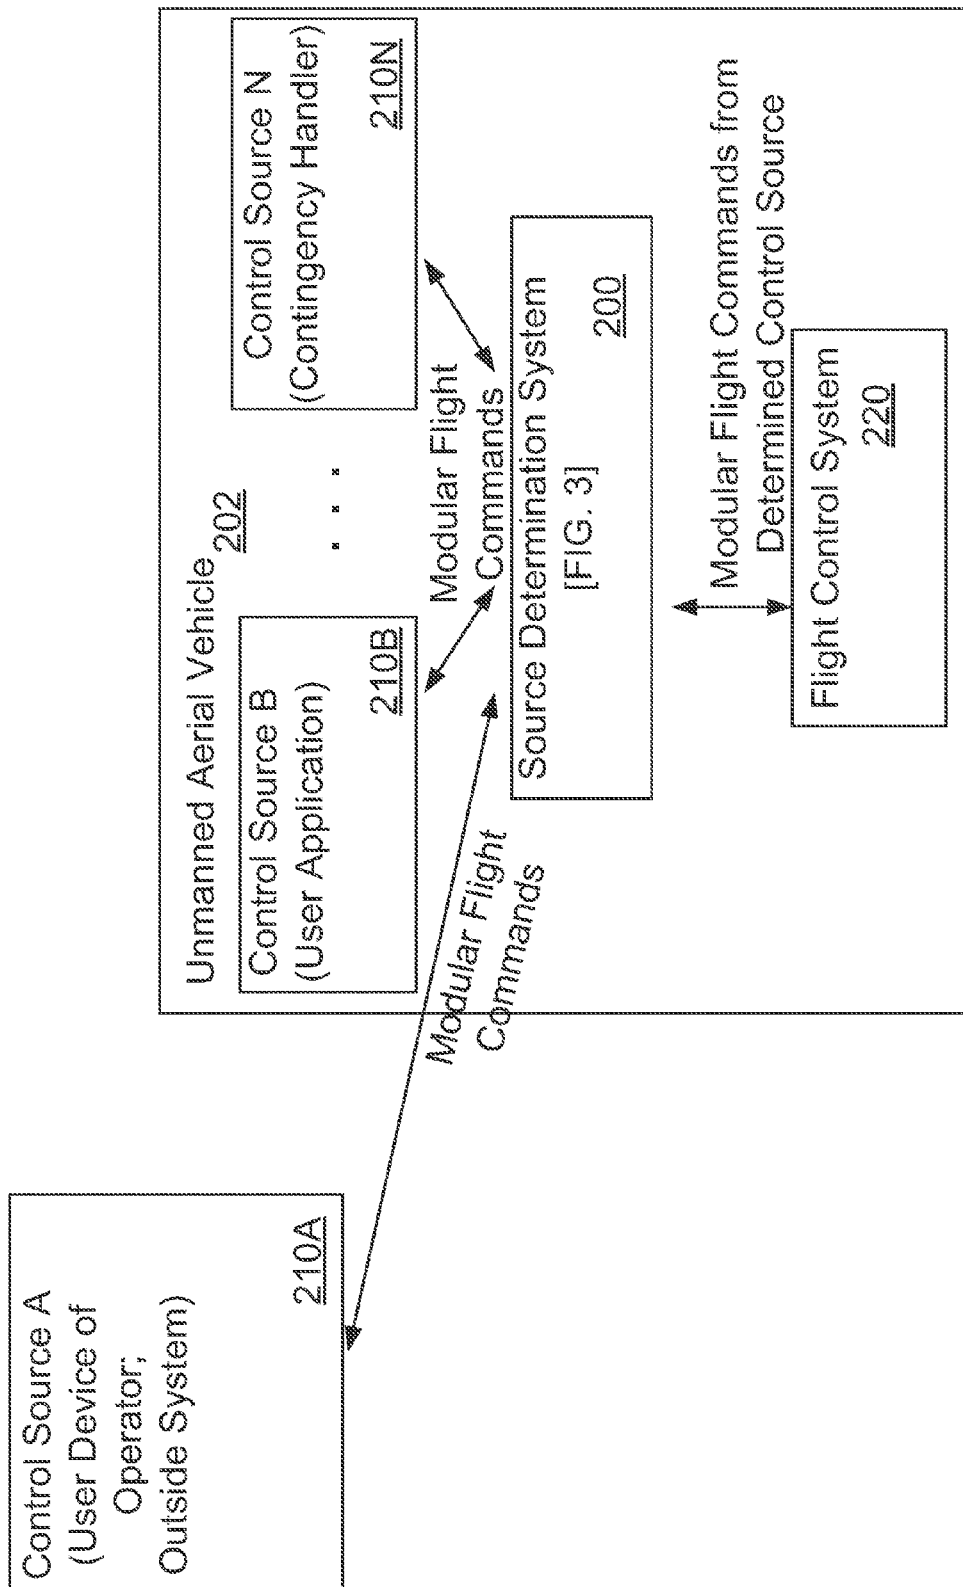 Control Source A
(User Device of
Operator;
Outside System)
210A
Modular Flight
Commands
Unmanned Aerial Vehicle
202
Control Source B
(User Application)
210B
. . .
Control Source N
(Contingency Handler)
210N
Modular Flight
Commands
Source Determination System
[FIG. 3]
200
Modular Flight Commands from
Determined Control Source
Flight Control System
220